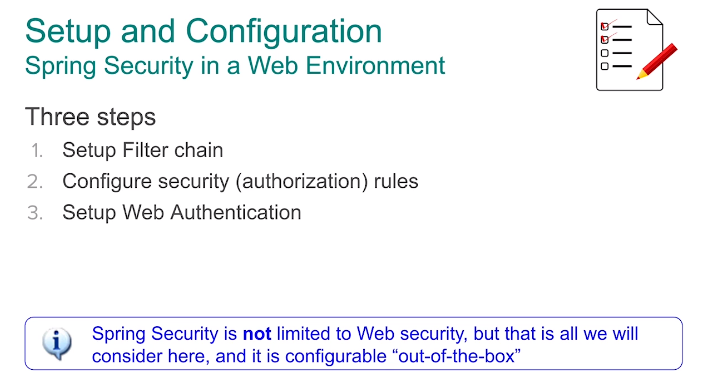 Setup and Configuration
Spring Security in a Web Environment
Three steps
1. Setup Filter chain
2. Configure security (authorization) rules
3. Setup Web Authentication
Spring Security is not limited to Web security, but that is all we will
consider here, and it is configurable “out-of-the-box”